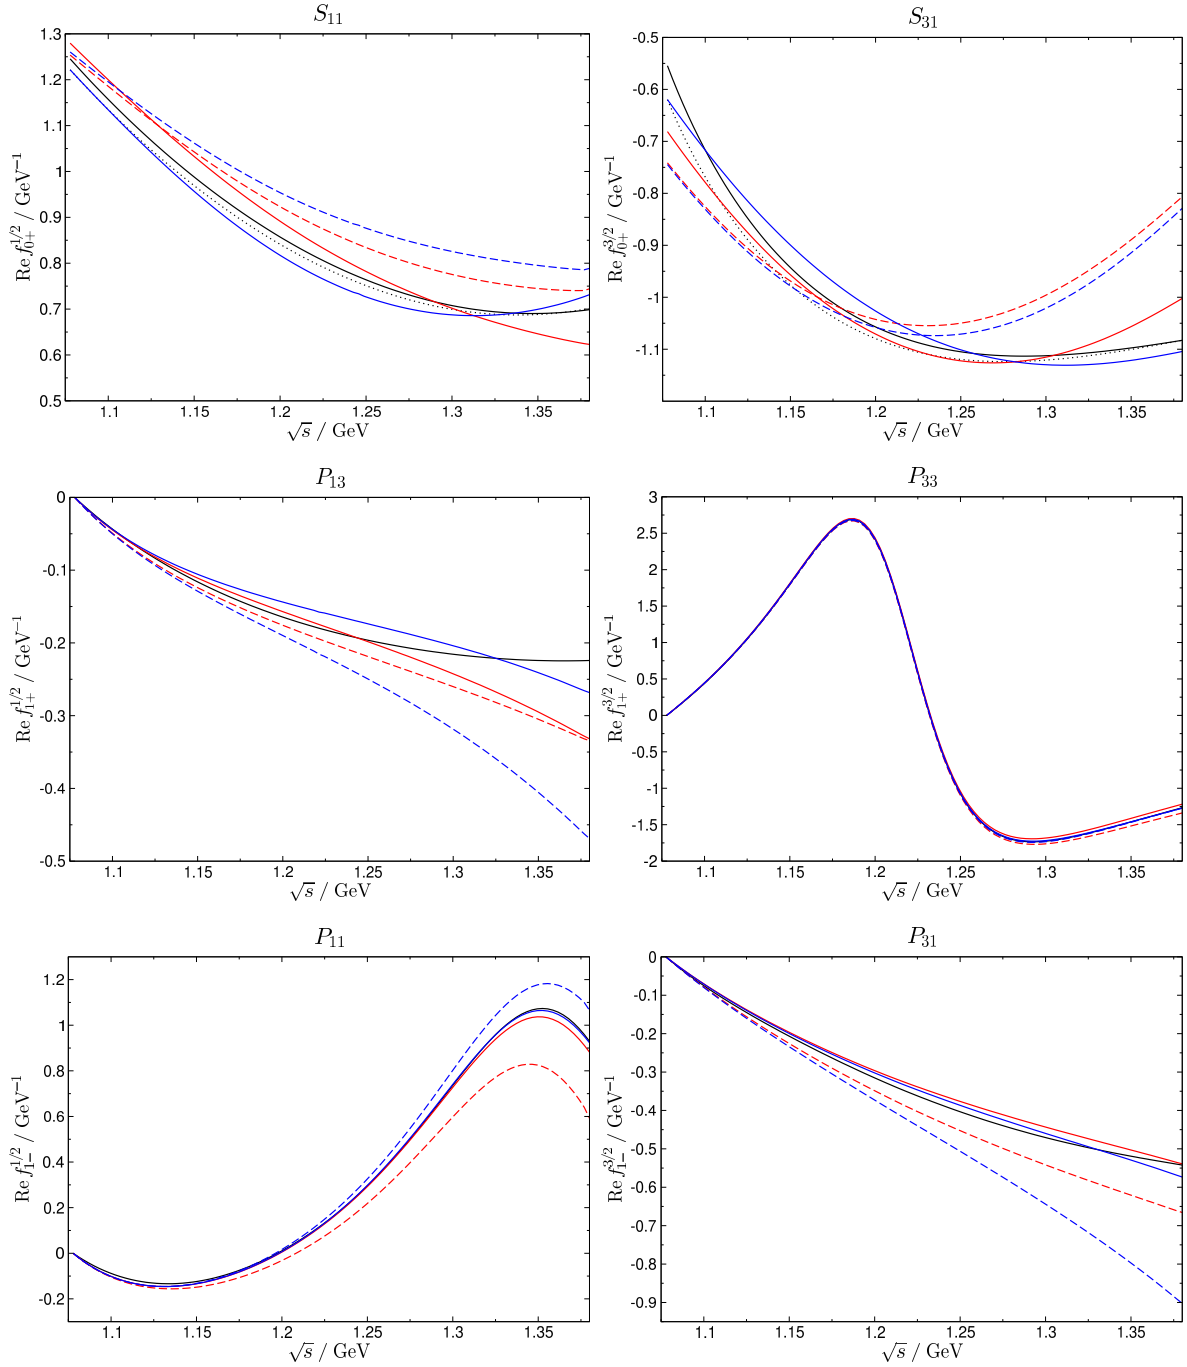 S11
S31
1.3
1.2
1.1
1
0.9
0.8
0.7
0.6
0.5
Re f0+^1/2 / GeV−1
1.1 1.15 1.2 1.25 1.3 1.35
√s / GeV
-0.5
-0.6
-0.7
-0.8
-0.9
-1
-1.1
Re f0+^3/2 / GeV−1
1.1 1.15 1.2 1.25 1.3 1.35
√s / GeV
P13
P33
0
-0.1
-0.2
-0.3
-0.4
-0.5
Re f1+^1/2 / GeV−1
1.1 1.15 1.2 1.25 1.3 1.35
√s / GeV
3
2.5
2
1.5
1
0.5
0
-0.5
-1
-1.5
-2
Re f1+^3/2 / GeV−1
1.1 1.15 1.2 1.25 1.3 1.35
√s / GeV
P11
P31
1.2
1
0.8
0.6
0.4
0.2
0
-0.2
Re f1−^1/2 / GeV−1
1.1 1.15 1.2 1.25 1.3 1.35
√s / GeV
0
-0.1
-0.2
-0.3
-0.4
-0.5
-0.6
-0.7
-0.8
-0.9
Re f1−^3/2 / GeV−1
1.1 1.15 1.2 1.25 1.3 1.35
√s / GeV